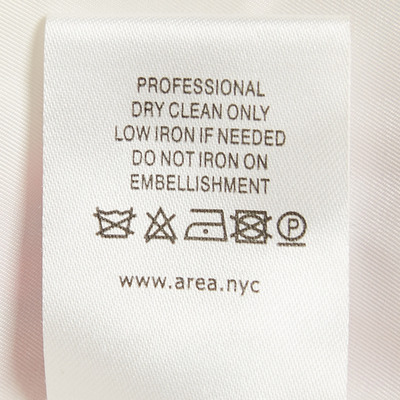 PROFESSIONAL
DRY CLEAN ONLY
LOW IRON IF NEEDED
DO NOT IRON ON
EMBELLISHMENT
P
www.area.nyc